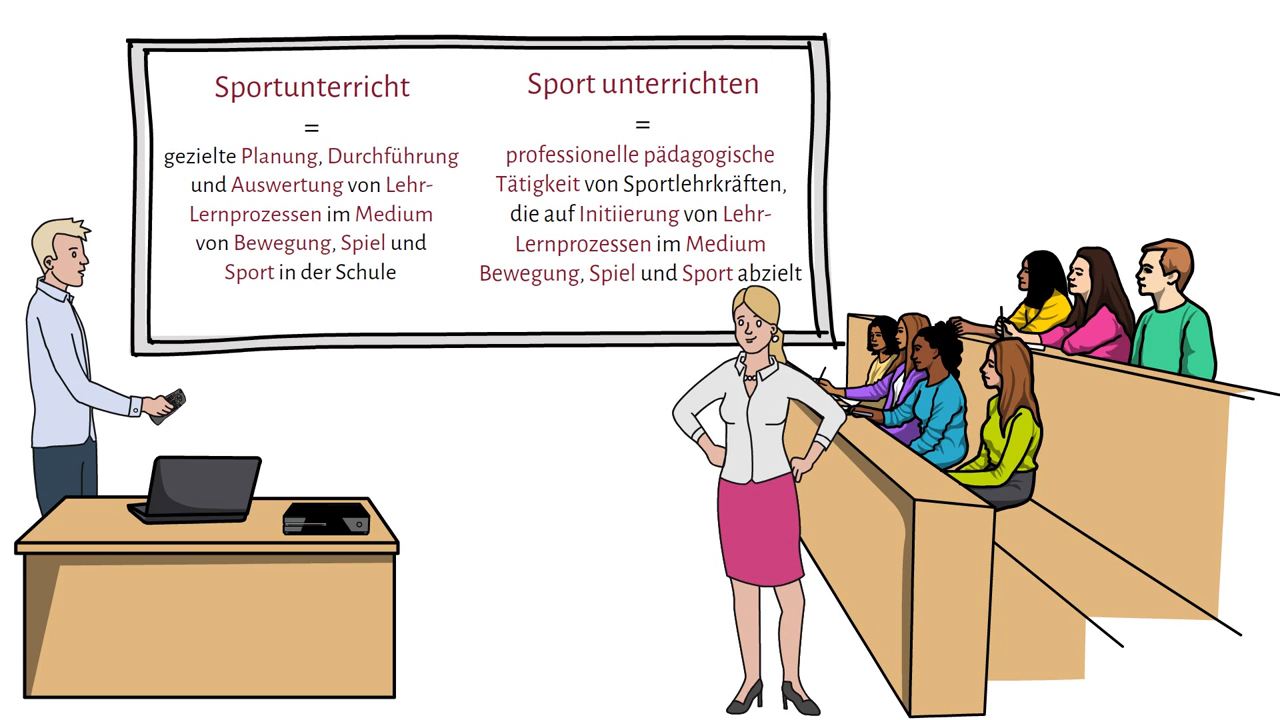 Sportunterricht
=
gezielte Planung, Durchführung
und Auswertung von Lehr-
Lernprozessen im Medium
von Bewegung, Spiel und
Sport in der Schule
Sport unterrichten
=
professionelle pädagogische
Tätigkeit von Sportlehrkräften,
die auf Initiierung von Lehr-
Lernprozessen im Medium
Bewegung, Spiel und Sport abzielt